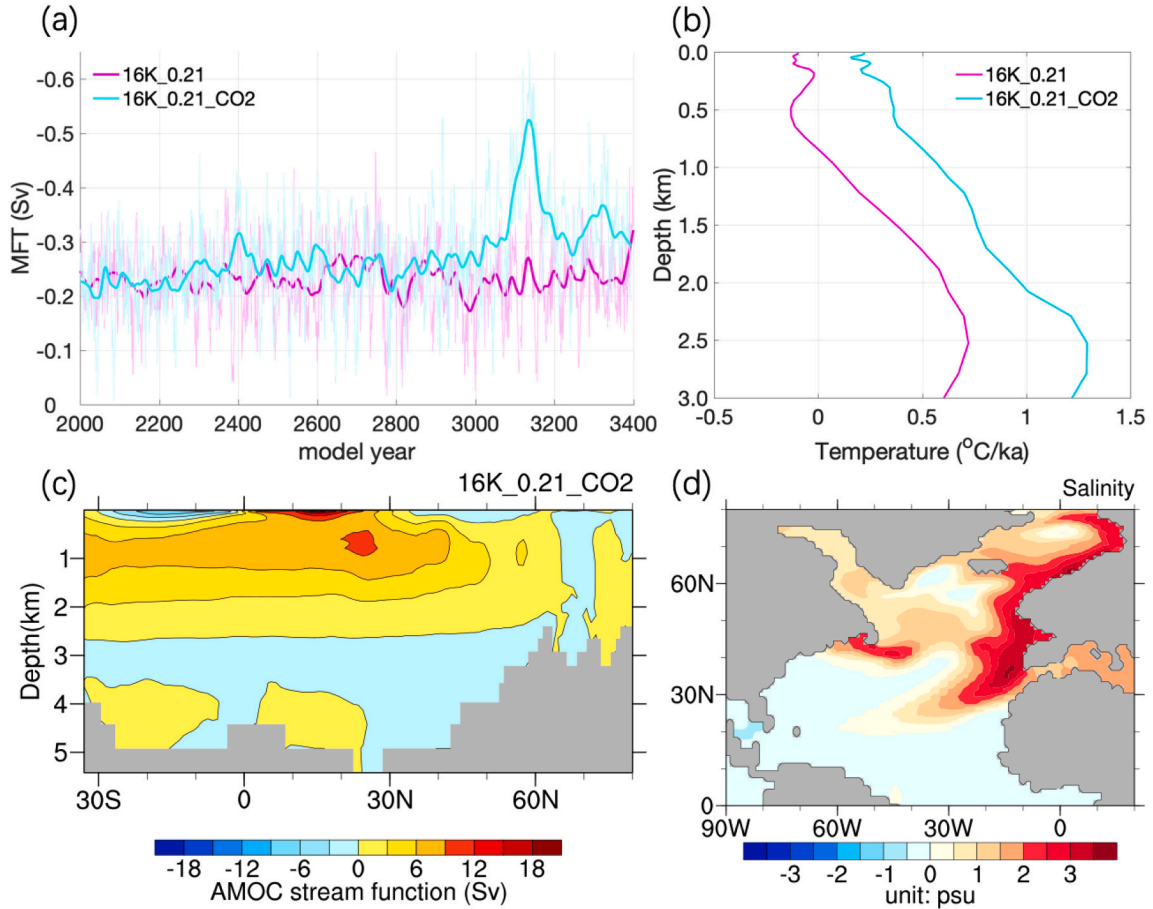 (a)
-0.6
-0.5
-0.4
-0.3
-0.2
-0.1
0
MFT (Sv)
16K_0.21
16K_0.21_CO2
2000 2200 2400 2600 2800 3000 3200 3400
model year
(b)
0.0
0.5
1.0
1.5
2.0
2.5
3.0
Depth (km)
16K_0.21
16K_0.21_CO2
-0.5 0 0.5 1 1.5
Temperature (°C/ka)
(c)
16K_0.21_CO2
1
2
3
4
5
Depth(km)
30S 0 30N 60N
-18 -12 -6 0 6 12 18
AMOC stream function (Sv)
(d)
Salinity
60N
30N
0
90W 60W 30W 0
-3 -2 -1 0 1 2 3
unit: psu